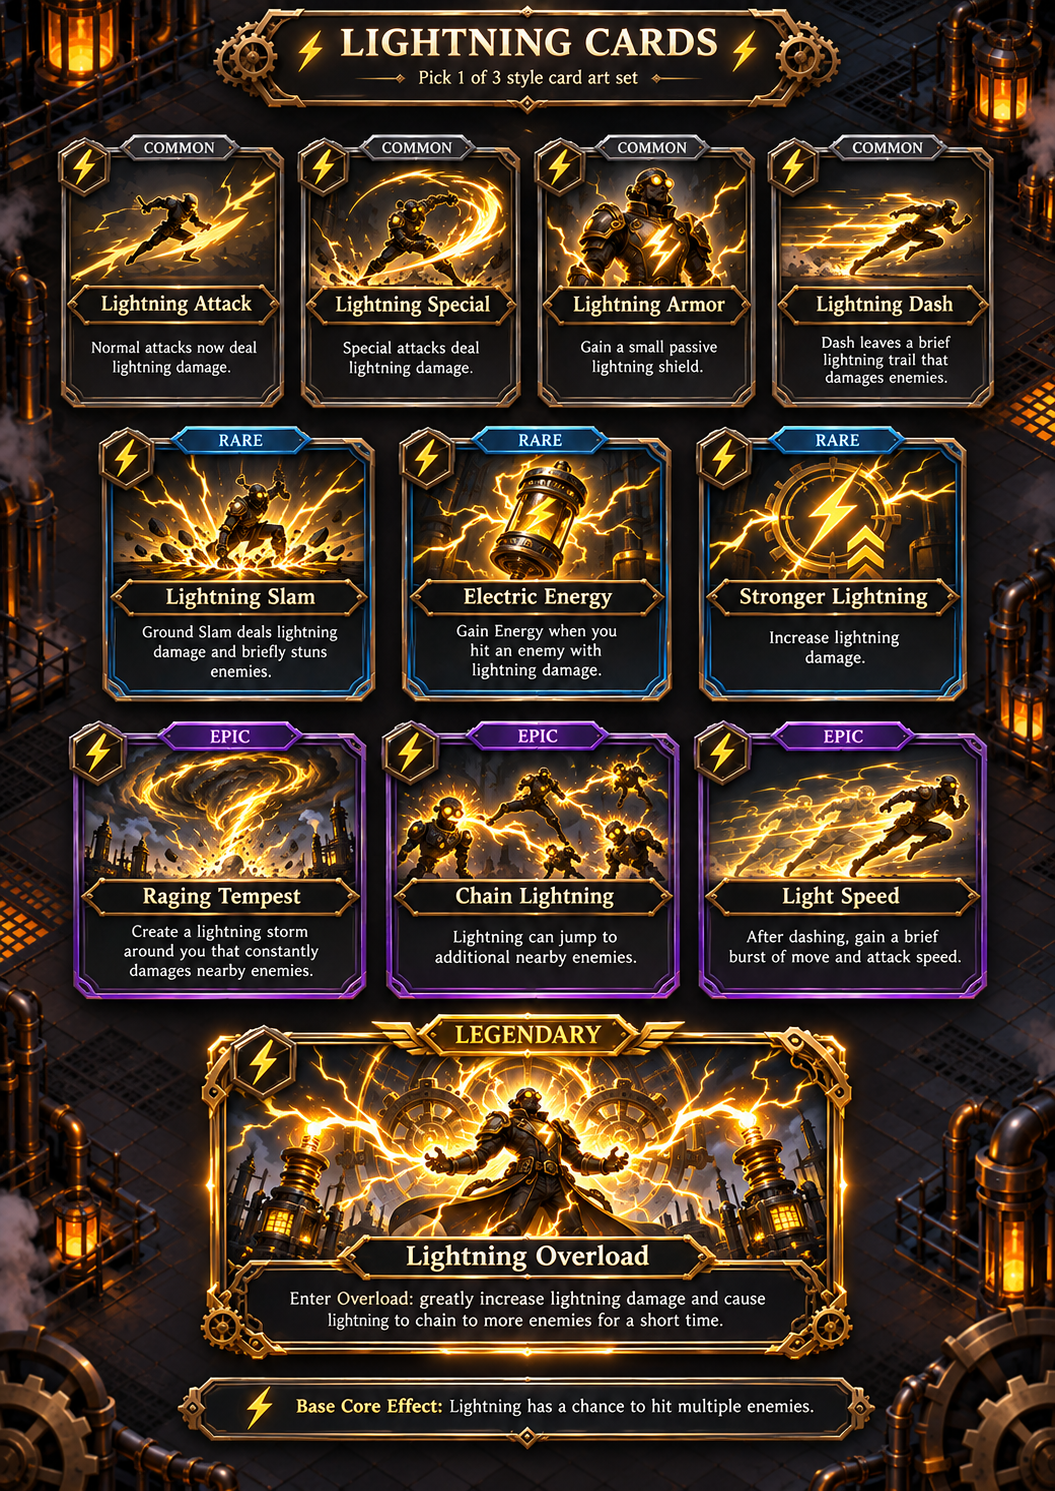 LIGHTNING CARDS
Pick 1 of 3 style card art set
COMMON
Lightning Attack
Normal attacks now deal
lightning damage.
COMMON
Lightning Special
Special attacks deal
lightning damage.
COMMON
Lightning Armor
Gain a small passive
lightning shield.
COMMON
Lightning Dash
Dash leaves a brief
lightning trail that
damages enemies.
RARE
Lightning Slam
Ground Slam deals lightning
damage and briefly stuns
enemies.
RARE
Electric Energy
Gain Energy when you
hit an enemy with
lightning damage.
RARE
Stronger Lightning
Increase lightning
damage.
EPIC
Raging Tempest
Create a lightning storm
around you that constantly
damages nearby enemies.
EPIC
Chain Lightning
Lightning can jump to
additional nearby enemies.
EPIC
Light Speed
After dashing, gain a brief
burst of move and attack speed.
LEGENDARY
Lightning Overload
Enter Overload: greatly increase lightning damage and cause
lightning to chain to more enemies for a short time.
Base Core Effect: Lightning has a chance to hit multiple enemies.